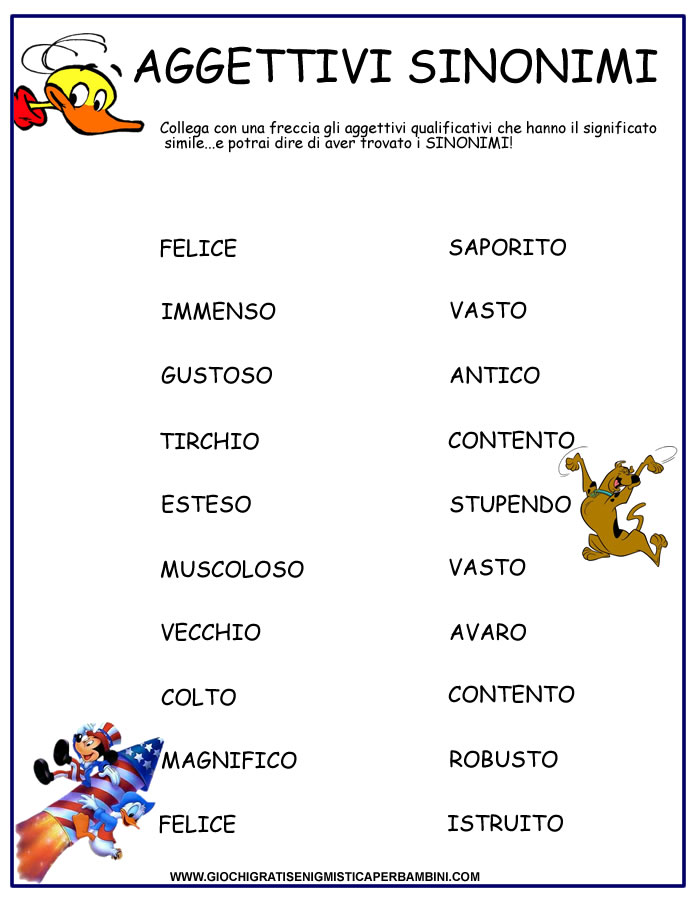 AGGETTIVI SINONIMI
Collega con una freccia gli aggettivi qualificativi che hanno il significato
simile...e potrai dire di aver trovato i SINONIMI!
FELICE SAPORITO
IMMENSO VASTO
GUSTOSO ANTICO
TIRCHIO CONTENTO
ESTESO STUPENDO
MUSCOLOSO VASTO
VECCHIO AVARO
COLTO CONTENTO
MAGNIFICO ROBUSTO
FELICE ISTRUITO
WWW.GIOCHIGRATISENIGMISTICAPERBAMBINI.COM